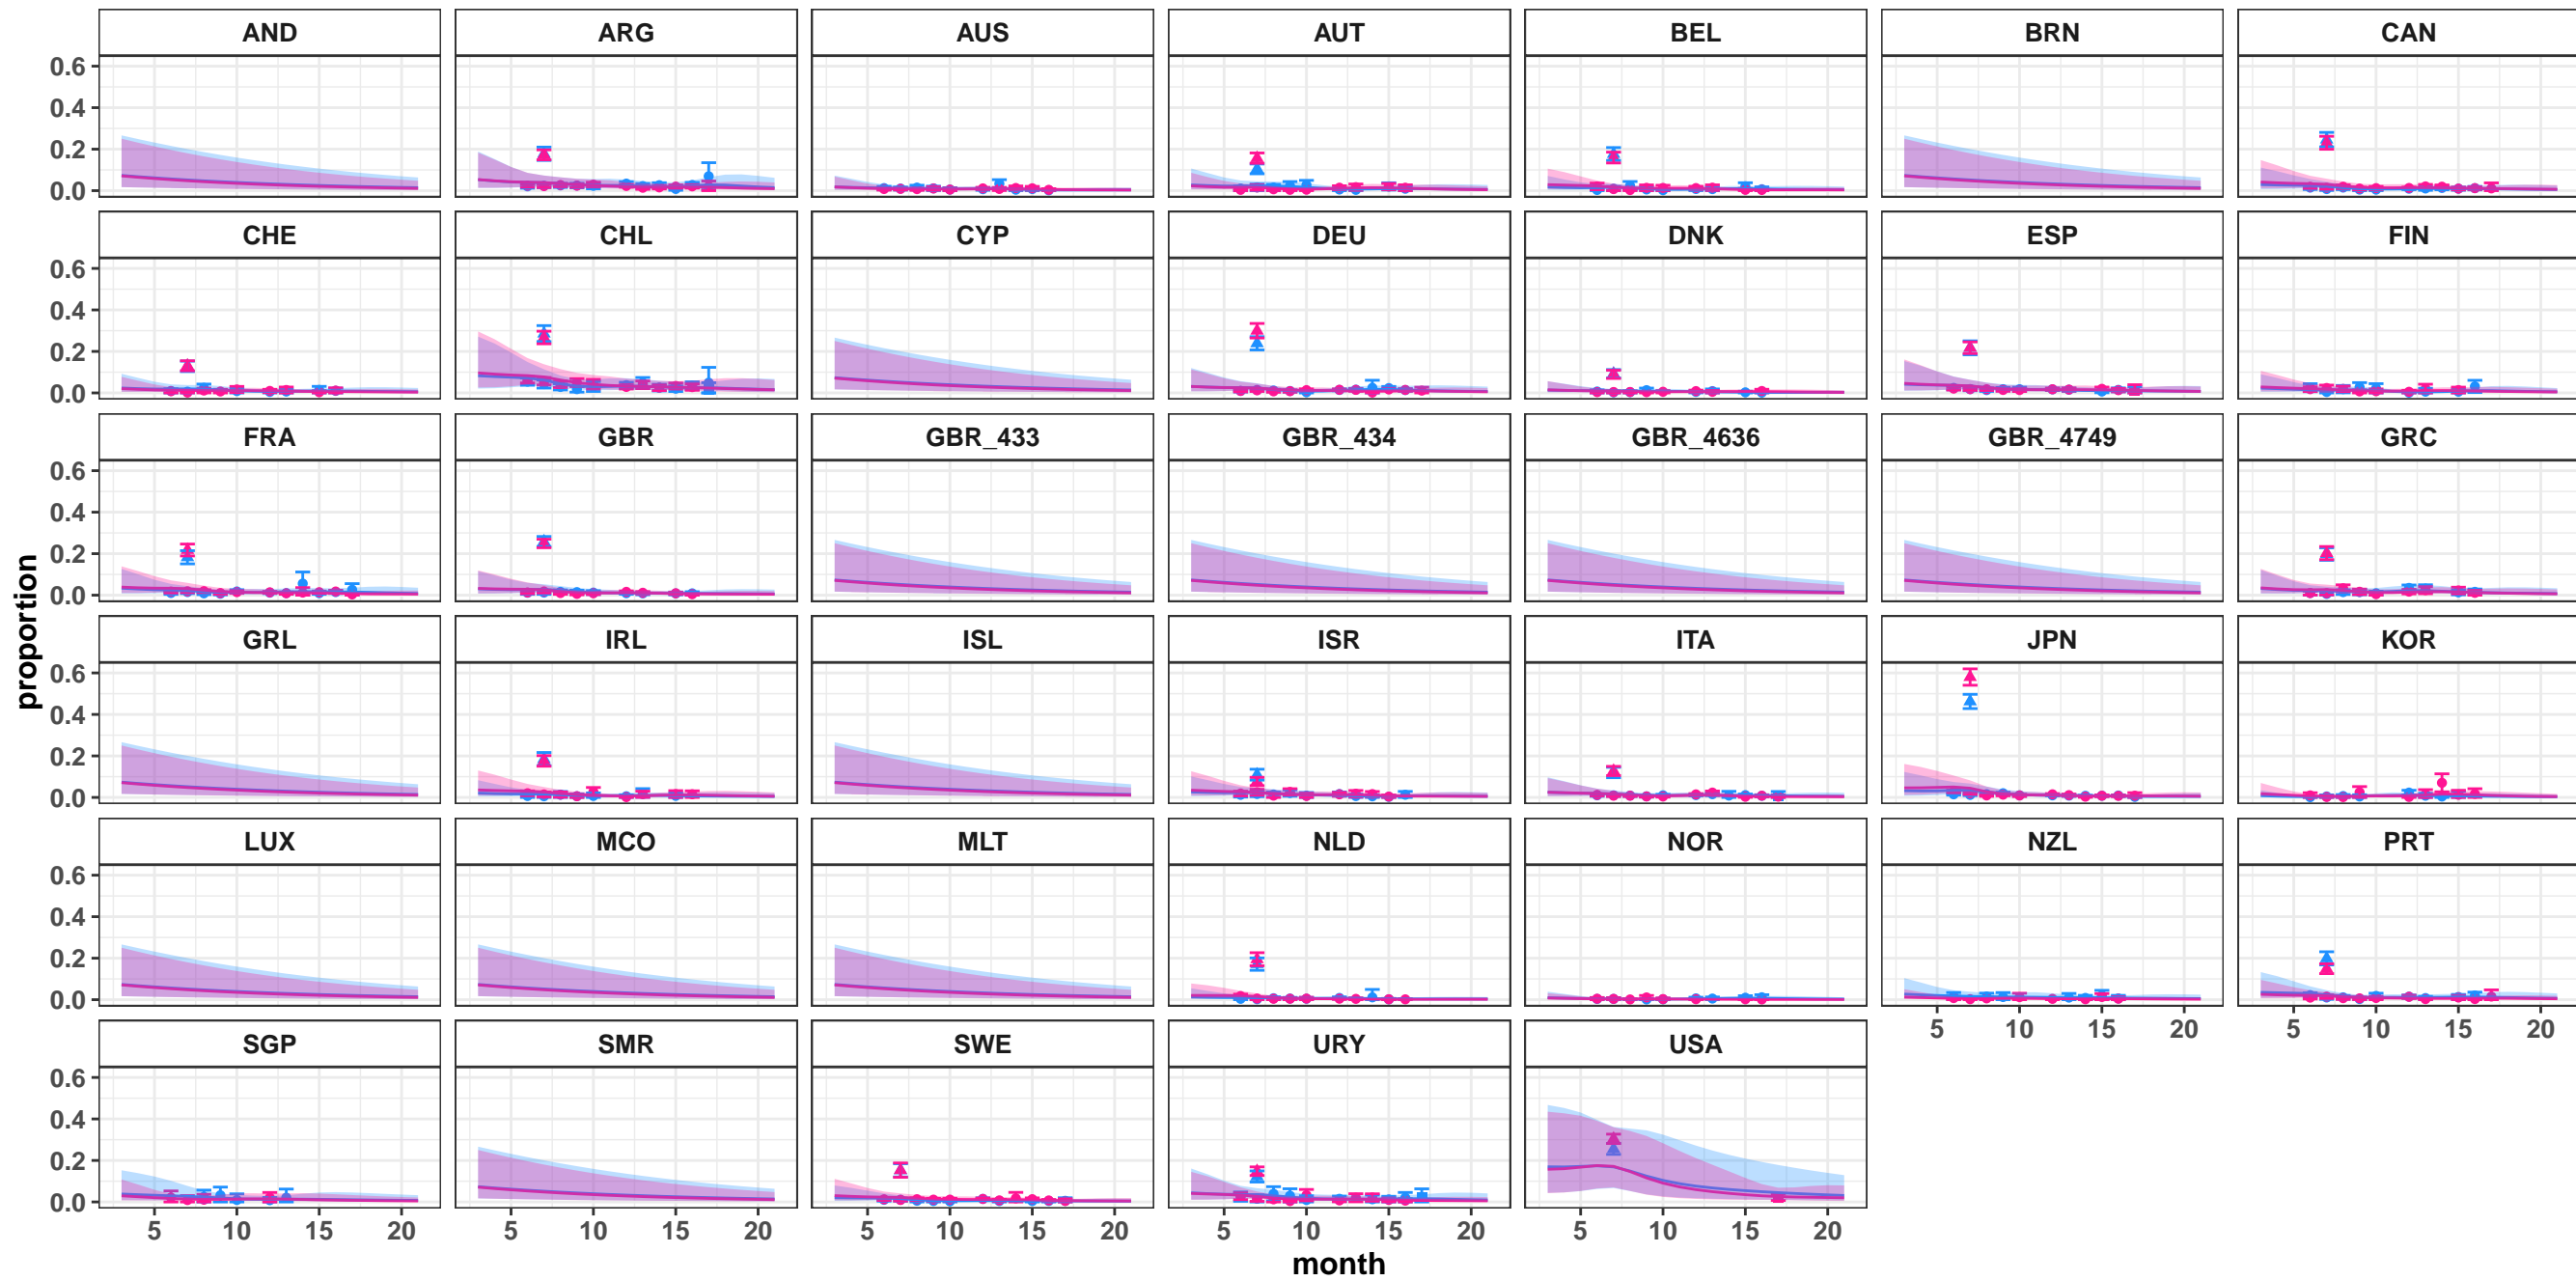 AND ARG AUS AUT BEL BRN CAN
0.6
0.4
0.2
0.0
CHE CHL CYP DEU DNK ESP FIN
0.6
0.4
0.2
0.0
FRA GBR GBR_433 GBR_434 GBR_4636 GBR_4749 GRC
0.6
0.4
0.2
0.0
proportion
GRL IRL ISL ISR ITA JPN KOR
0.6
0.4
0.2
0.0
LUX MCO MLT NLD NOR NZL PRT
0.6
0.4
0.2
0.0
5 10 15 20 5 10 15 20
SGP SMR SWE URY USA
0.6
0.4
0.2
0.0
5 10 15 20 5 10 15 20 5 10 15 20 5 10 15 20 5 10 15 20
month